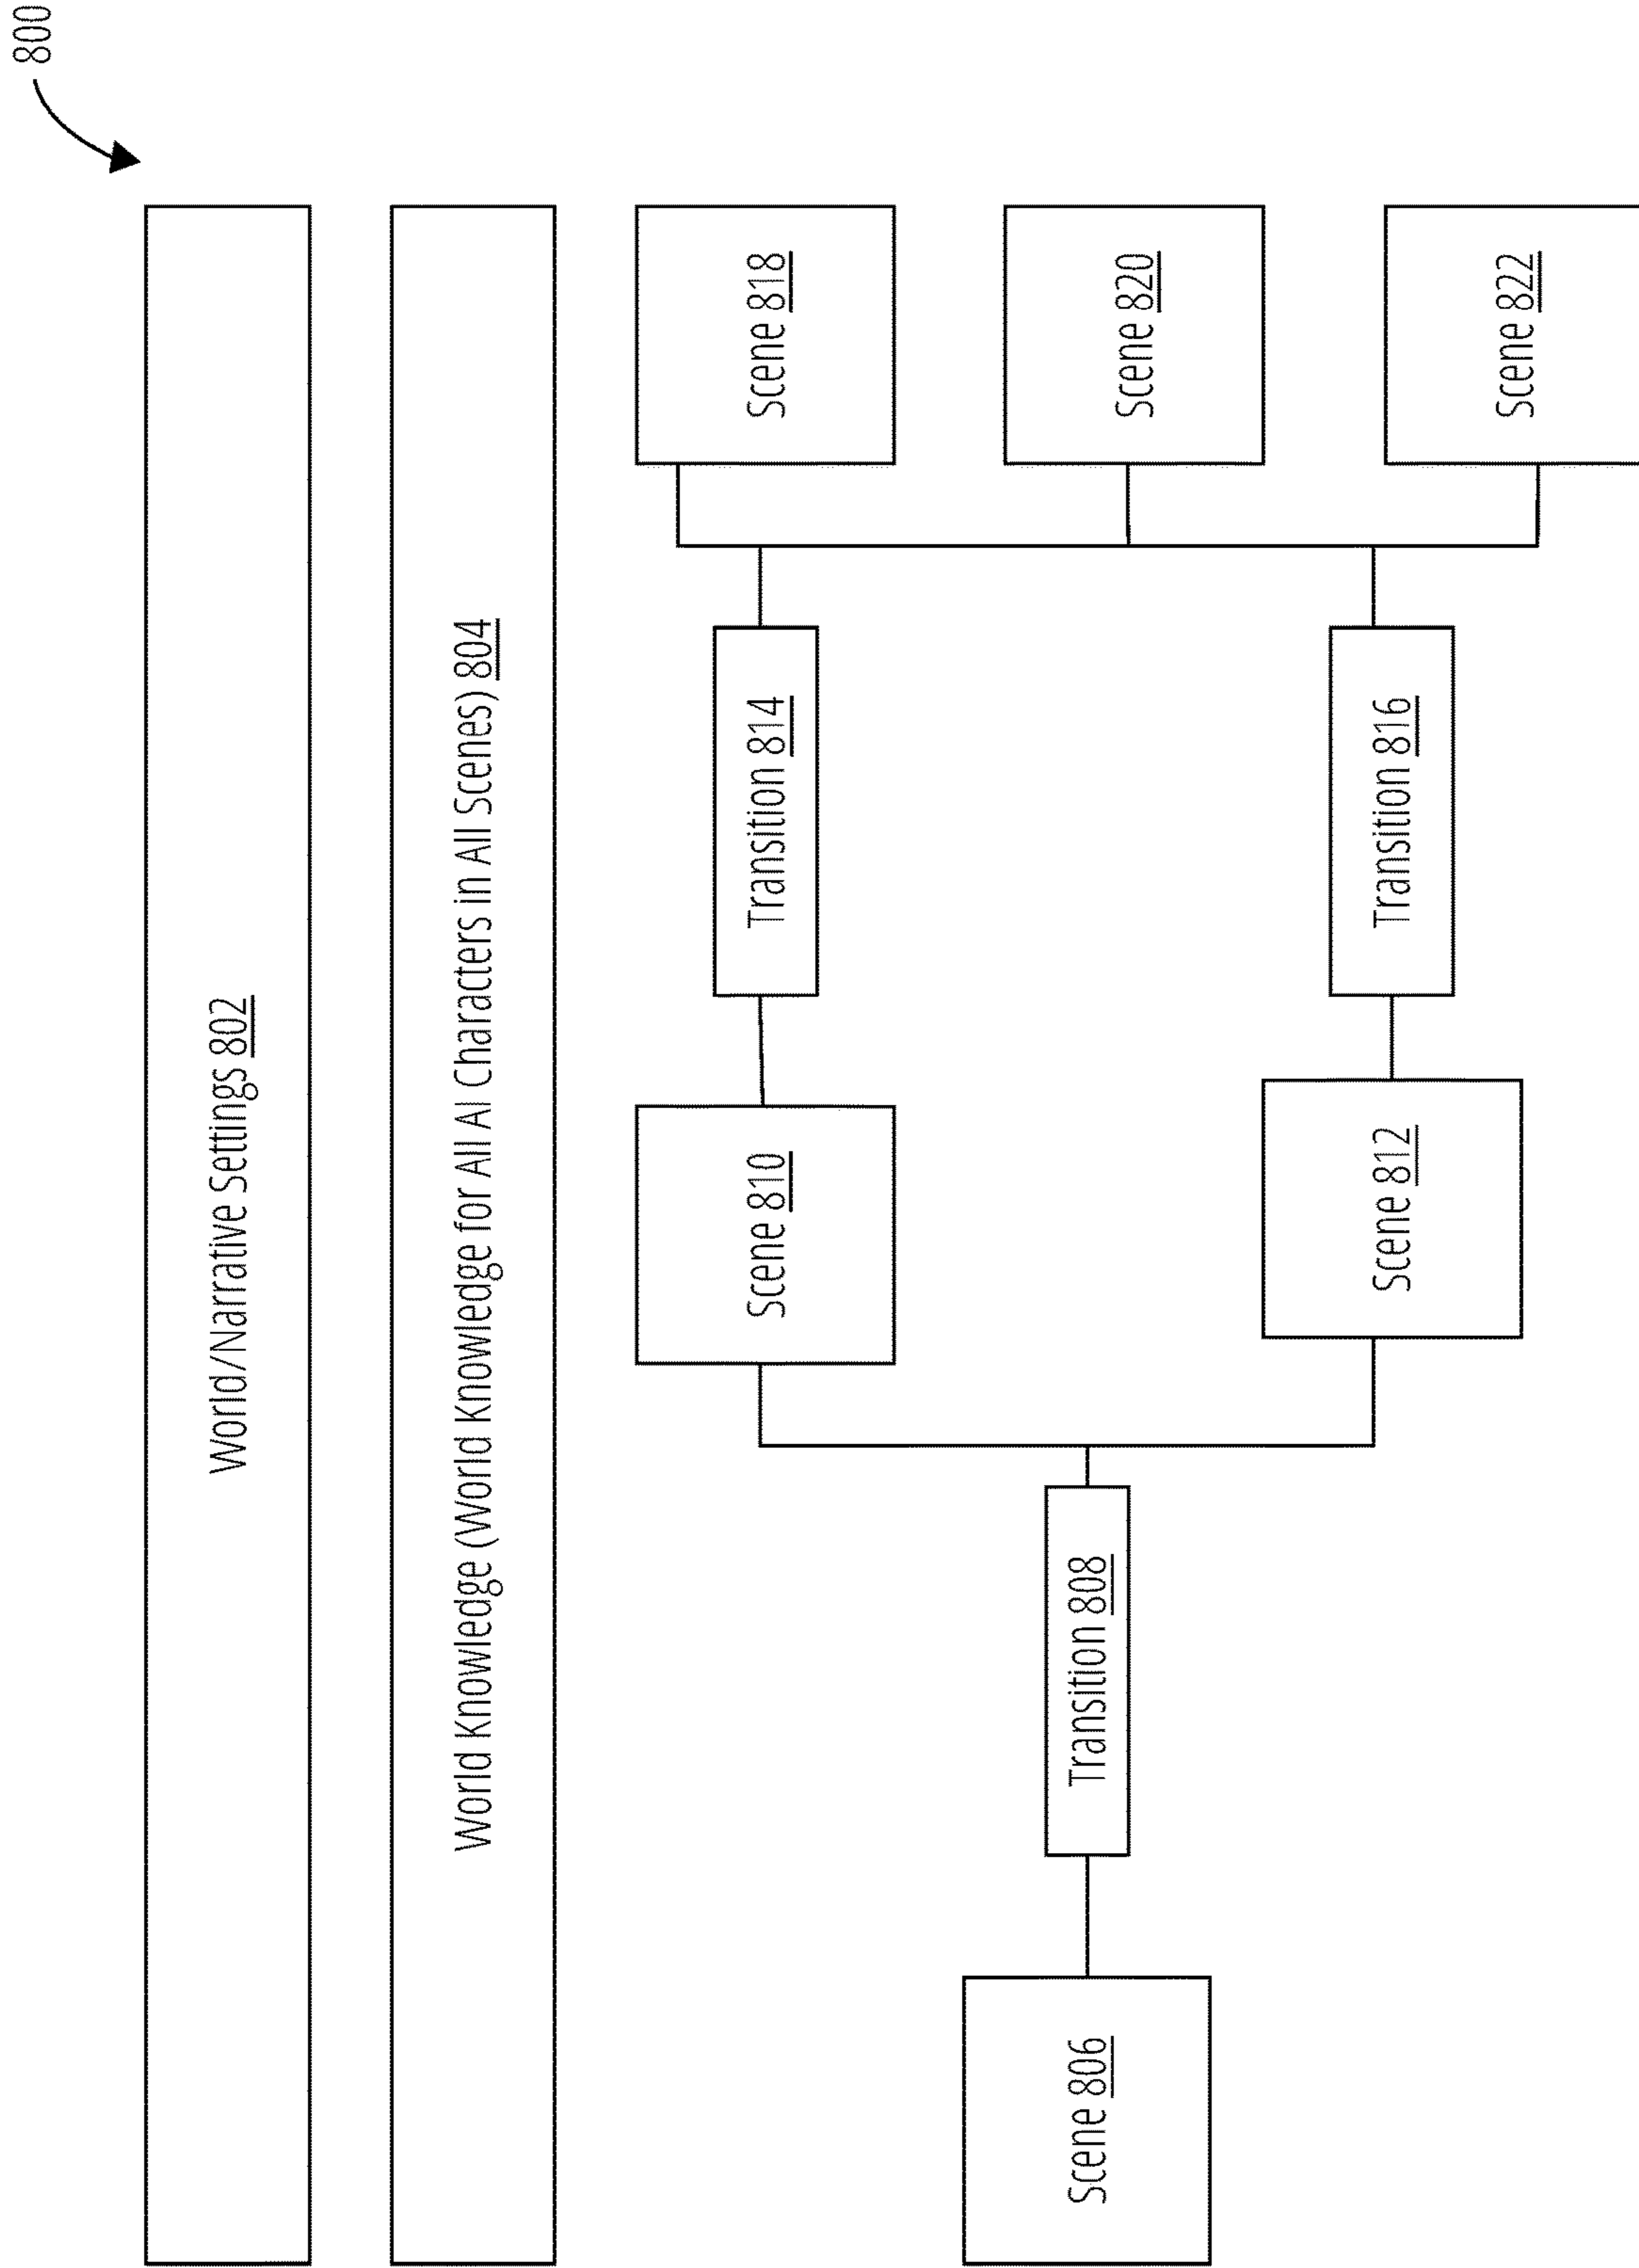 800
World/Narrative Settings 802
World Knowledge (World Knowledge for All AI Characters in All Scenes) 804
Scene 806
Transition 808
Scene 810
Transition 814
Scene 818
Scene 820
Scene 812
Transition 816
Scene 822